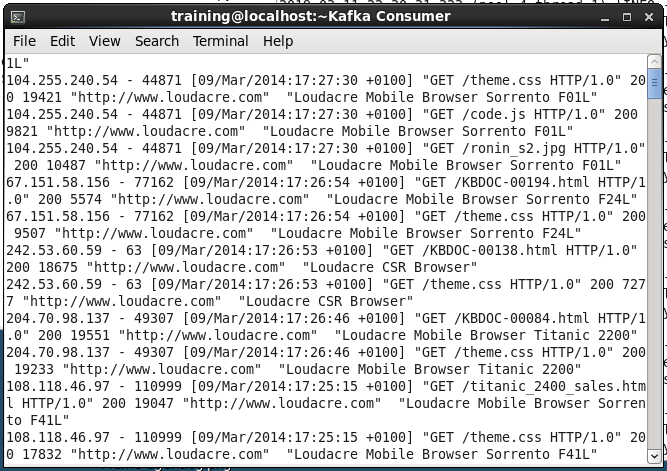 training@localhost:~Kafka Consumer
File Edit View Search Terminal Help
1L"
104.255.240.54 - 44871 [09/Mar/2014:17:27:30 +0100] "GET /theme.css HTTP/1.0" 20
0 19421 "http://www.loudacre.com"  "Loudacre Mobile Browser Sorrento F01L"
104.255.240.54 - 44871 [09/Mar/2014:17:27:30 +0100] "GET /code.js HTTP/1.0" 200
9821 "http://www.loudacre.com"  "Loudacre Mobile Browser Sorrento F01L"
104.255.240.54 - 44871 [09/Mar/2014:17:27:30 +0100] "GET /ronin_s2.jpg HTTP/1.0"
 200 10487 "http://www.loudacre.com"  "Loudacre Mobile Browser Sorrento F01L"
67.151.58.156 - 77162 [09/Mar/2014:17:26:54 +0100] "GET /KBDOC-00194.html HTTP/1
.0" 200 5574 "http://www.loudacre.com"  "Loudacre Mobile Browser Sorrento F24L"
67.151.58.156 - 77162 [09/Mar/2014:17:26:54 +0100] "GET /theme.css HTTP/1.0" 200
 9507 "http://www.loudacre.com"  "Loudacre Mobile Browser Sorrento F24L"
242.53.60.59 - 63 [09/Mar/2014:17:26:53 +0100] "GET /KBDOC-00138.html HTTP/1.0"
200 18675 "http://www.loudacre.com"  "Loudacre CSR Browser"
242.53.60.59 - 63 [09/Mar/2014:17:26:53 +0100] "GET /theme.css HTTP/1.0" 200 727
7 "http://www.loudacre.com"  "Loudacre CSR Browser"
204.70.98.137 - 49307 [09/Mar/2014:17:26:46 +0100] "GET /KBDOC-00084.html HTTP/1
.0" 200 19551 "http://www.loudacre.com"  "Loudacre Mobile Browser Titanic 2200"
204.70.98.137 - 49307 [09/Mar/2014:17:26:46 +0100] "GET /theme.css HTTP/1.0" 200
 19233 "http://www.loudacre.com"  "Loudacre Mobile Browser Titanic 2200"
108.118.46.97 - 110999 [09/Mar/2014:17:25:15 +0100] "GET /titanic_2400_sales.htm
l HTTP/1.0" 200 19047 "http://www.loudacre.com"  "Loudacre Mobile Browser Sorren
to F41L"
108.118.46.97 - 110999 [09/Mar/2014:17:25:15 +0100] "GET /theme.css HTTP/1.0" 20
0 17832 "http://www.loudacre.com"  "Loudacre Mobile Browser Sorrento F41L"